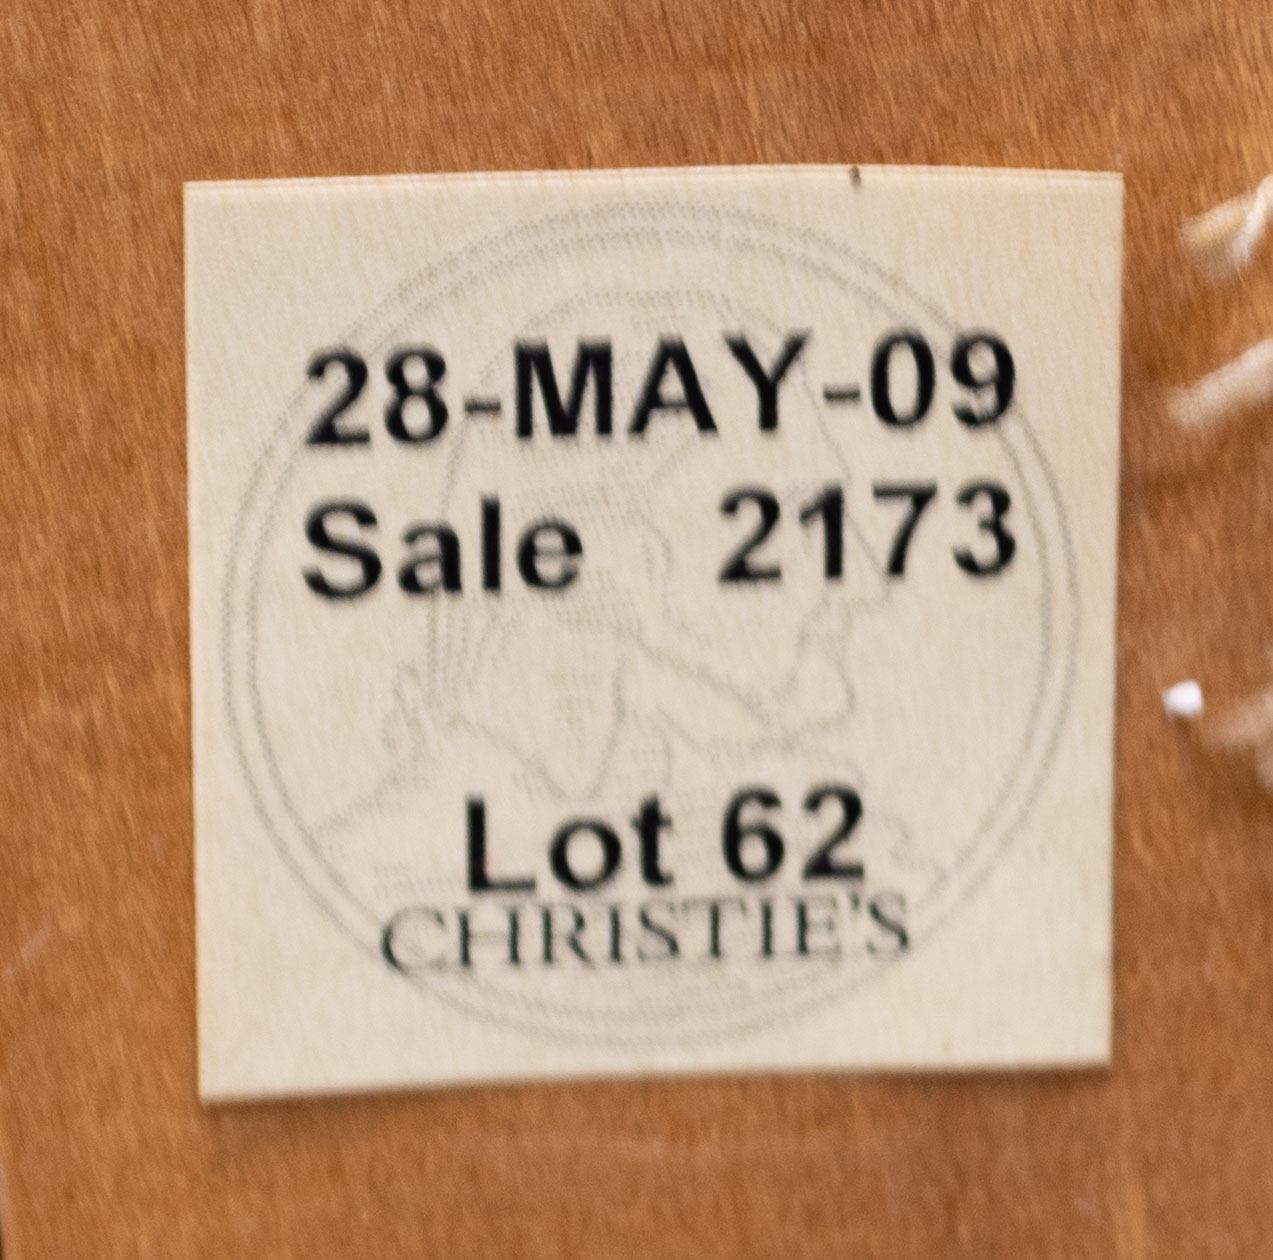 28-MAY-09
Sale 2173
Lot 62
CHRISTIE'S